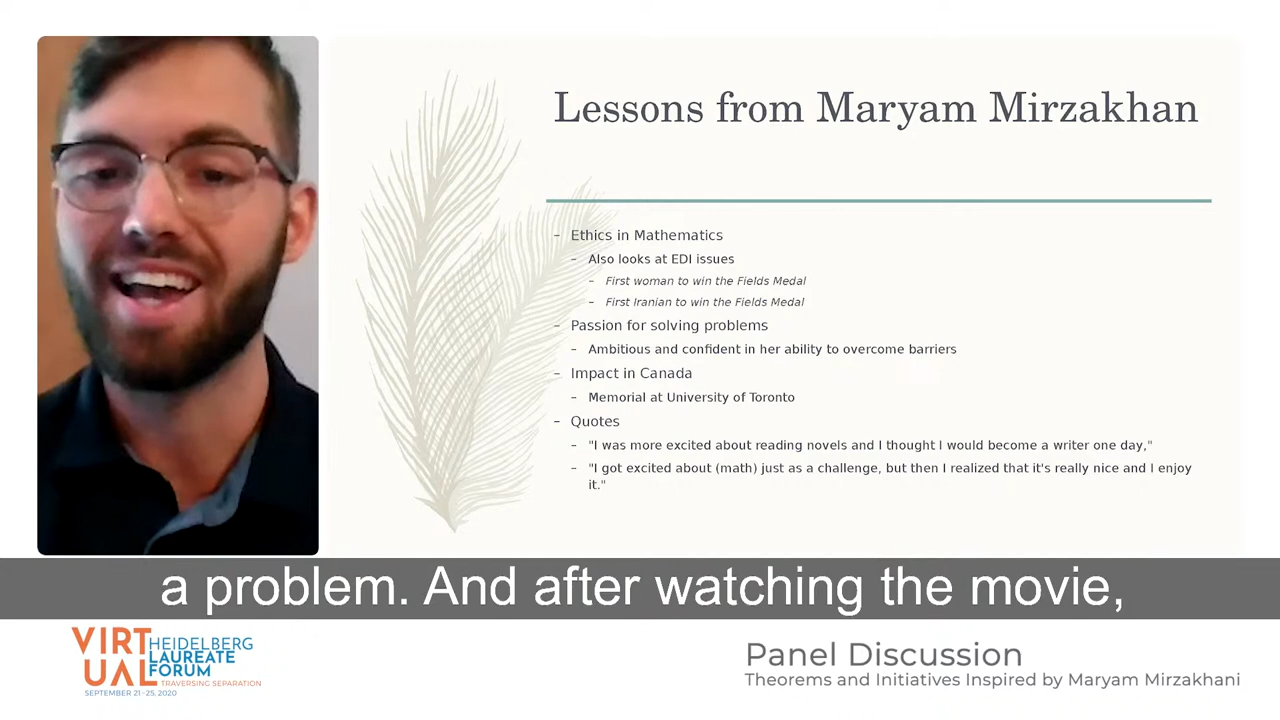 Lessons from Maryam Mirzakhan
– Ethics in Mathematics
– Also looks at EDI issues
– First woman to win the Fields Medal
– First Iranian to win the Fields Medal
– Passion for solving problems
– Ambitious and confident in her ability to overcome barriers
– Impact in Canada
– Memorial at University of Toronto
– Quotes
– "I was more excited about reading novels and I thought I would become a writer one day,"
– "I got excited about (math) just as a challenge, but then I realized that it's really nice and I enjoy
it."
a problem. And after watching the movie,
VIRT
UAL
HEIDELBERG
LAUREATE
FORUM
TRAVERSING SEPARATION
SEPTEMBER 21–25, 2020
Panel Discussion
Theorems and Initiatives Inspired by Maryam Mirzakhani